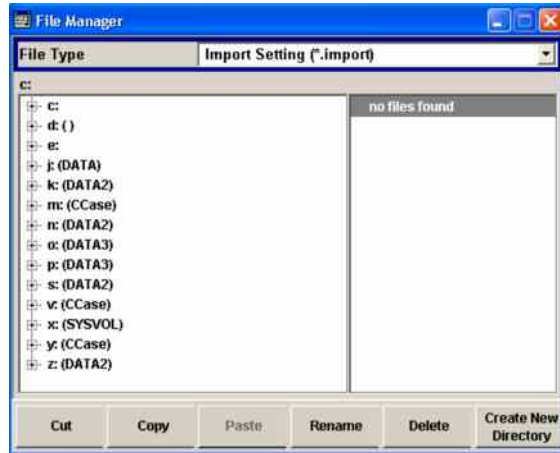 File Manager
File Type
Import Setting (*.import)
c:
c:
d: ( )
e:
j: (DATA)
k: (DATA2)
m: (CCase)
n: (DATA2)
o: (DATA3)
p: (DATA3)
s: (DATA2)
v: (CCase)
x: (SYSVOL)
y: (CCase)
z: (DATA2)
no files found
Cut
Copy
Paste
Rename
Delete
Create New
Directory